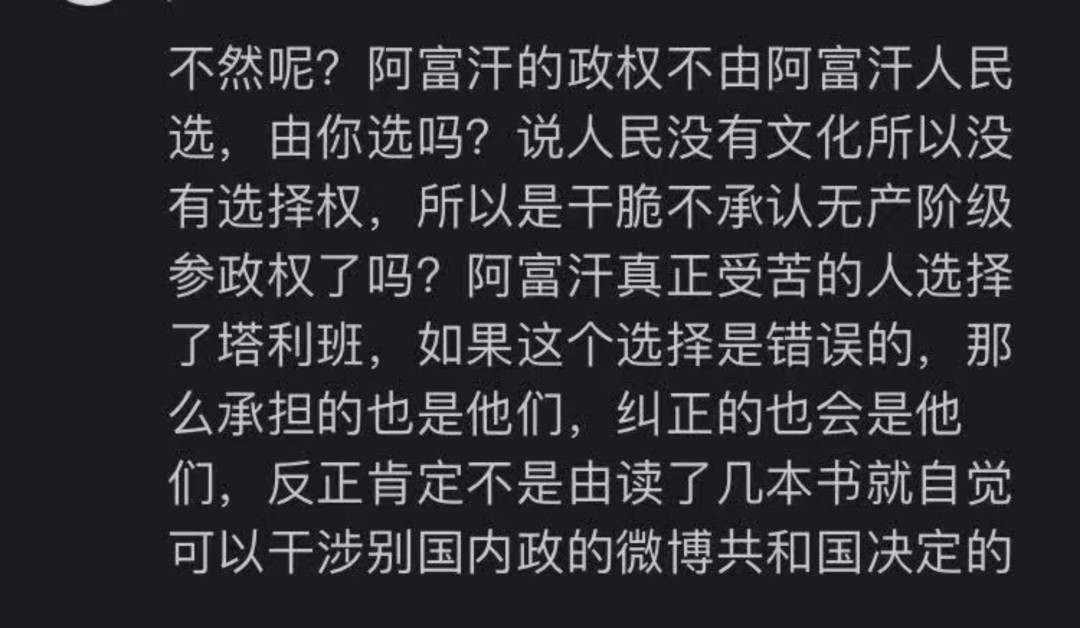 不然呢？阿富汗的政权不由阿富汗人民
选，由你选吗？说人民没有文化所以没
有选择权，所以是干脆不承认无产阶级
参政权了吗？阿富汗真正受苦的人选择
了塔利班，如果这个选择是错误的，那
么承担的也是他们，纠正的也会是他
们，反正肯定不是由读了几本书就自觉
可以干涉别国内政的微博共和国决定的